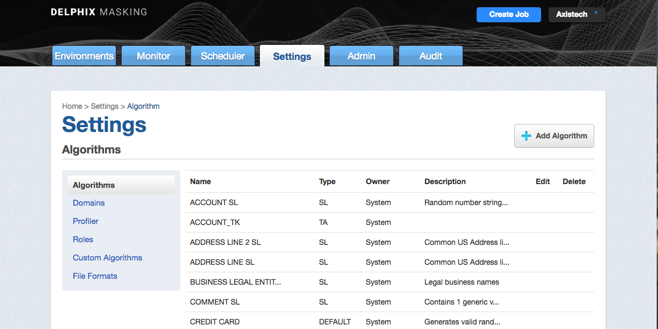 DELPHIX MASKING
Create Job
Axistech
Environments
Monitor
Scheduler
Settings
Admin
Audit
Home > Settings > Algorithm
Settings
Add Algorithm
Algorithms
Algorithms
Domains
Profiler
Roles
Custom Algorithms
File Formats
Name Type Owner Description Edit Delete
ACCOUNT SL SL System Random number string...
ACCOUNT_TK TA System
ADDRESS LINE 2 SL SL System Common US Address li...
ADDRESS LINE SL SL System Common US Address li...
BUSINESS LEGAL ENTIT... SL System Legal business names
COMMENT SL SL System Contains 1 generic v...
CREDIT CARD DEFAULT System Generates valid rand...